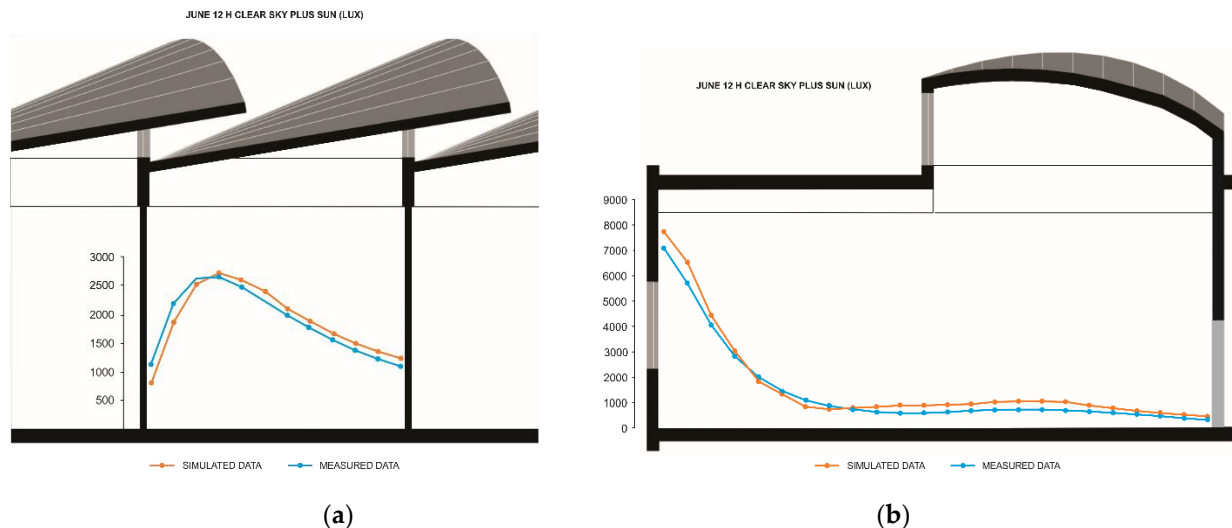 JUNE 12 H CLEAR SKY PLUS SUN (LUX)
3000
2500
2000
1500
1000
500
SIMULATED DATA
MEASURED DATA
(a)
JUNE 12 H CLEAR SKY PLUS SUN (LUX)
9000
8000
7000
6000
5000
4000
3000
2000
1000
0
SIMULATED DATA
MEASURED DATA
(b)